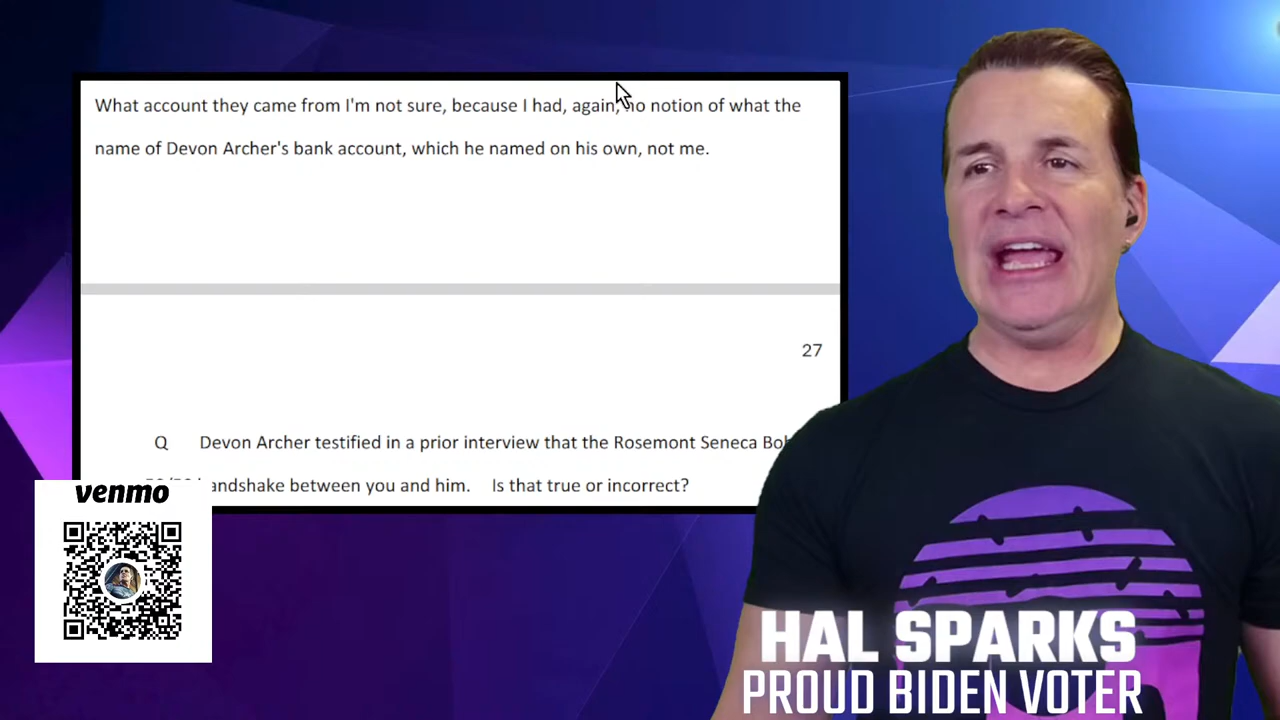 What account they came from I'm not sure, because I had, again, no notion of what the
name of Devon Archer's bank account, which he named on his own, not me.
27
Q Devon Archer testified in a prior interview that the Rosemont Seneca
andshake between you and him. Is that true or incorrect?
venmo
HAL SPARKS
PROUD BIDEN VOTER